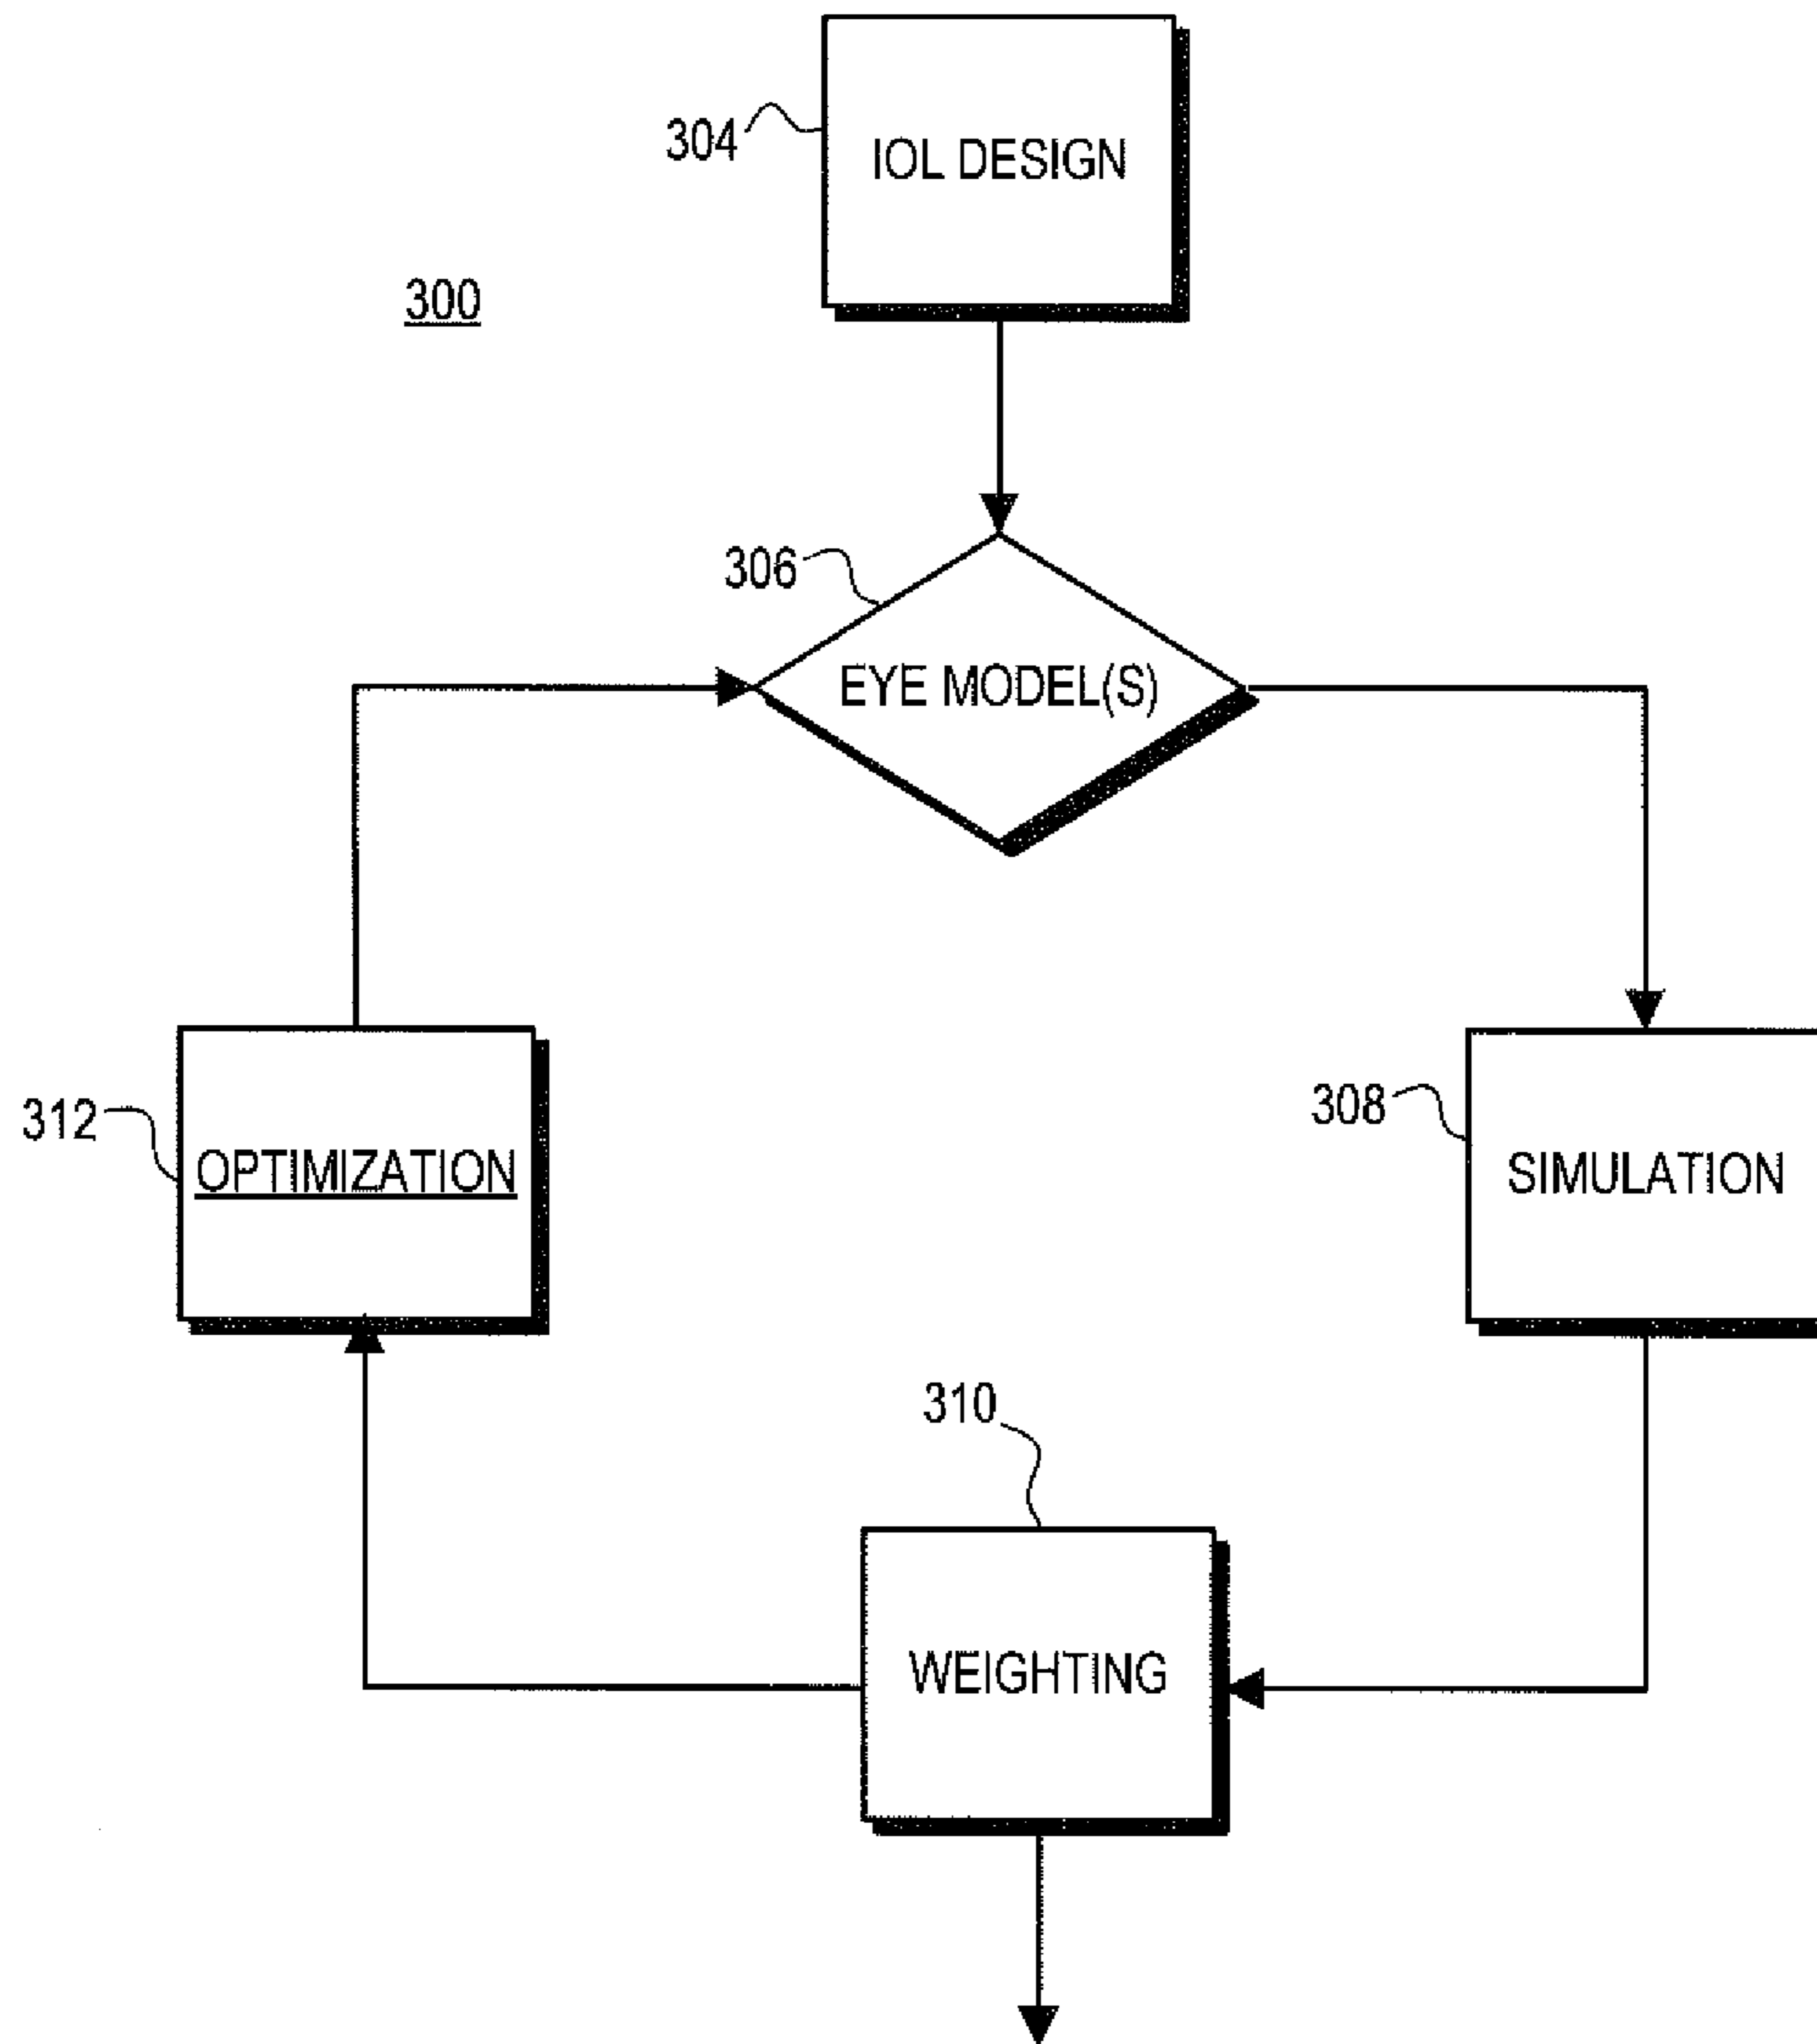 304
IOL DESIGN
300
306
EYE MODEL(S)
312
OPTIMIZATION
308
SIMULATION
310
WEIGHTING